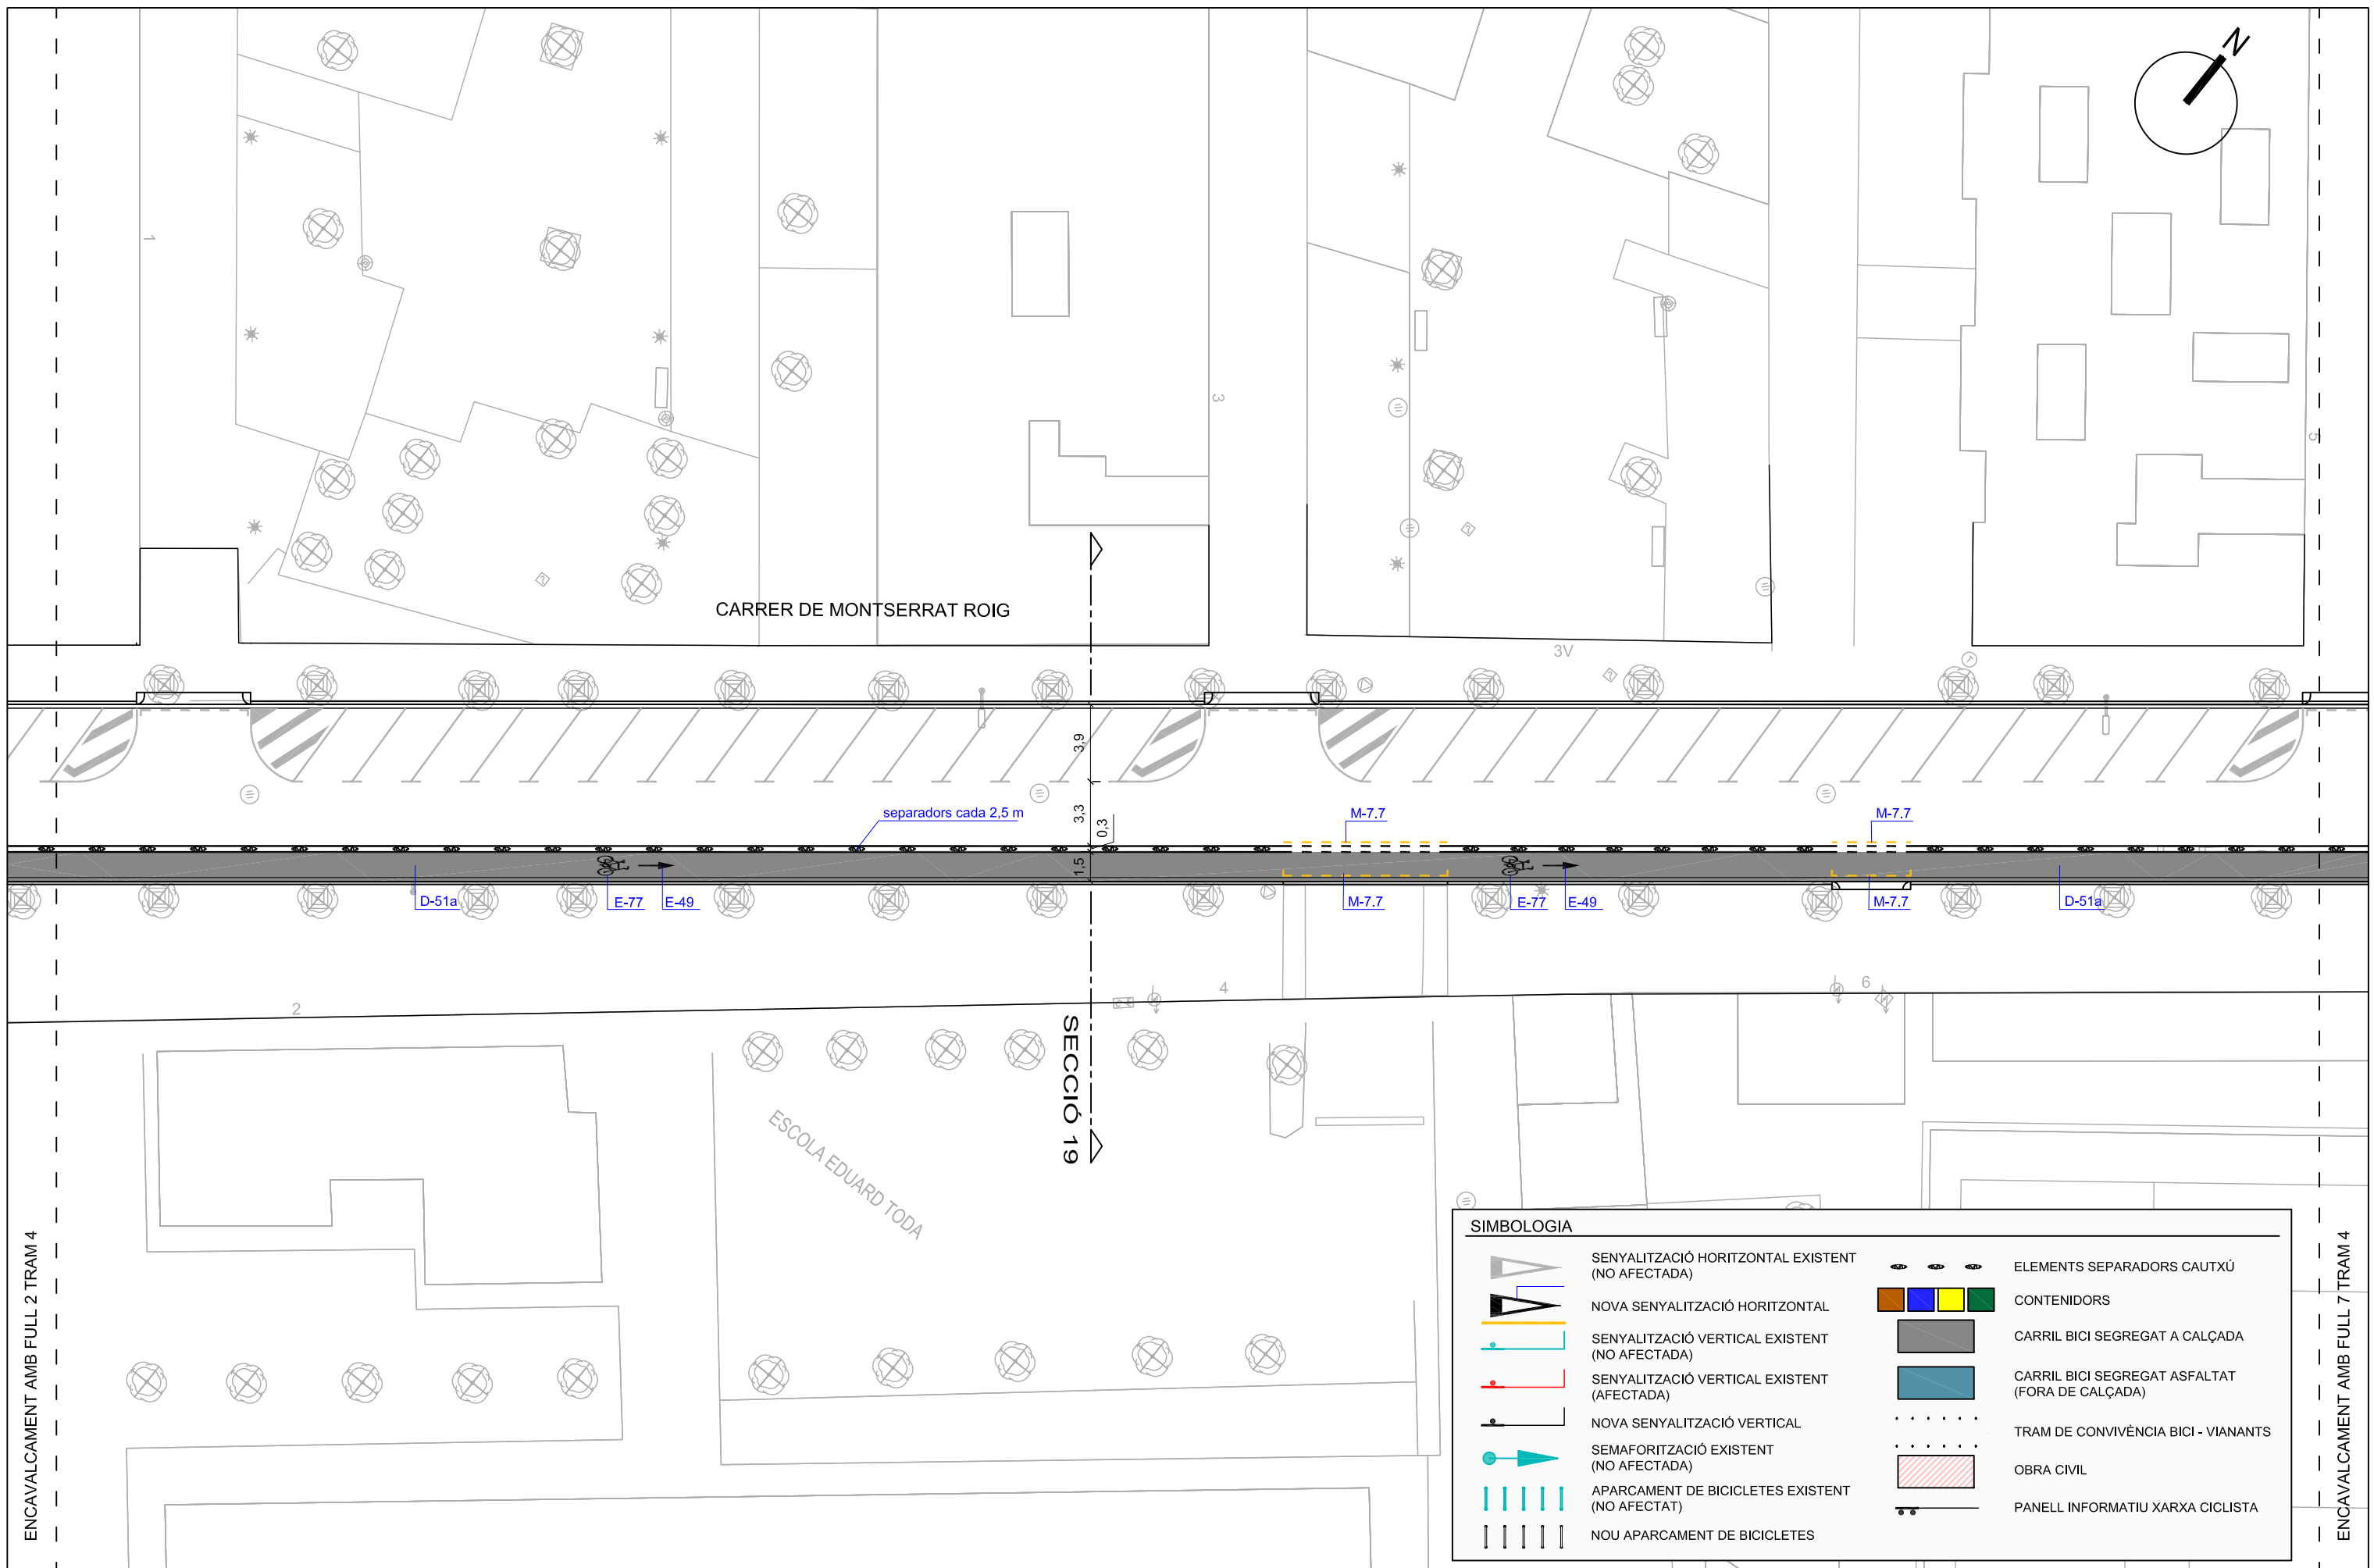 N
1
3
5
CARRER DE MONTSERRAT ROIG
3V
3,9
separadors cada 2,5 m
3,3
0,3
M-7.7
M-7.7
1,5
D-51a
E-77
E-49
M-7.7
E-77
E-49
M-7.7
D-51a
2
4
6
SECCIÓ 19
ESCOLA EDUARD TODA
ENCAVALCAMENT AMB FULL 2 TRAM 4
ENCAVALCAMENT AMB FULL 7 TRAM 4
SIMBOLOGIA
SENYALITZACIÓ HORITZONTAL EXISTENT
(NO AFECTADA)
NOVA SENYALITZACIÓ HORITZONTAL
SENYALITZACIÓ VERTICAL EXISTENT
(NO AFECTADA)
SENYALITZACIÓ VERTICAL EXISTENT
(AFECTADA)
NOVA SENYALITZACIÓ VERTICAL
SEMAFORITZACIÓ EXISTENT
(NO AFECTADA)
APARCAMENT DE BICICLETES EXISTENT
(NO AFECTAT)
NOU APARCAMENT DE BICICLETES
ELEMENTS SEPARADORS CAUTXÚ
CONTENIDORS
CARRIL BICI SEGREGAT A CALÇADA
CARRIL BICI SEGREGAT ASFALTAT
(FORA DE CALÇADA)
TRAM DE CONVIVÈNCIA BICI - VIANANTS
OBRA CIVIL
PANELL INFORMATIU XARXA CICLISTA